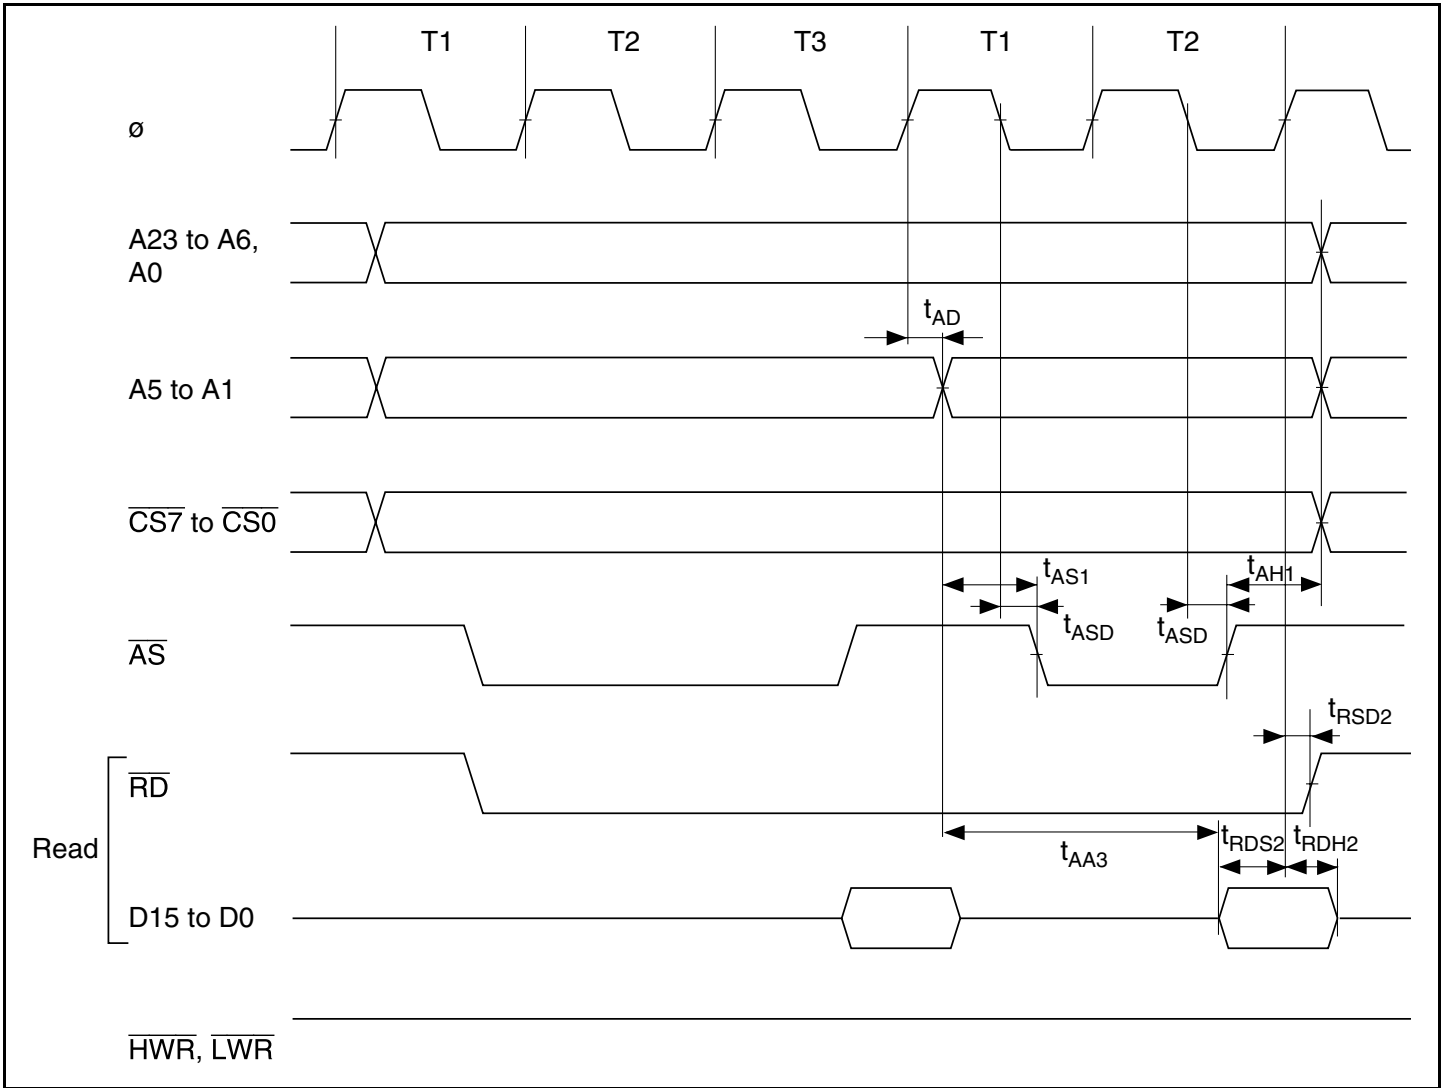 T1 T2 T3 T1 T2
ø
A23 to A6,
A0
tAD
A5 to A1
CS7 to CS0
tAS1 tAH1
tASD tASD
AS
tRSD2
RD
Read
tAA3 tRDS2 tRDH2
D15 to D0
HWR, LWR